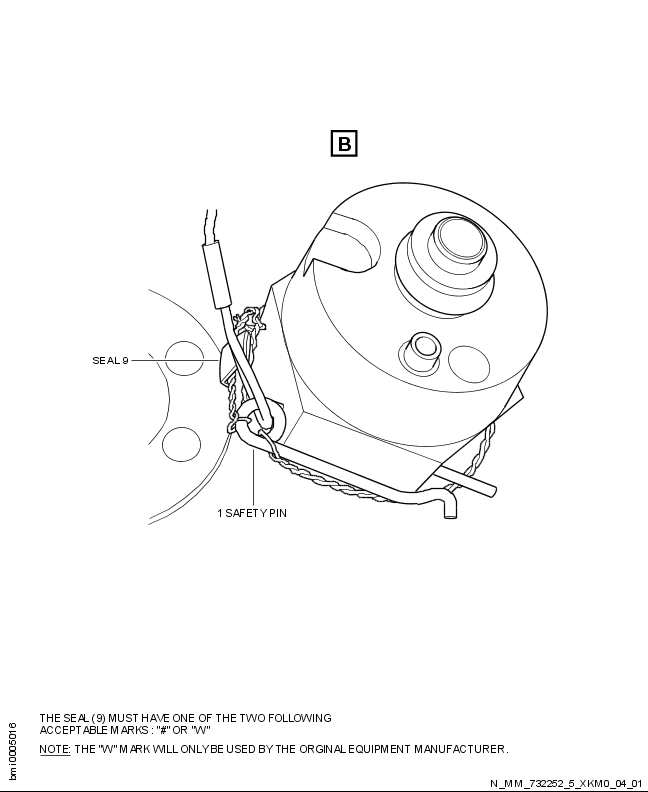 B
SEAL 9
1 SAFETY PIN
THE SEAL (9) MUST HAVE ONE OF THE TWO FOLLOWING
ACCEPTABLE MARKS : "#" OR "W"
NOTE: THE "W" MARK WILL ONLY BE USED BY THE ORGINAL EQUIPMENT MANUFACTURER.
bmi0005016
N_MM_732252_5_XKM0_04_01